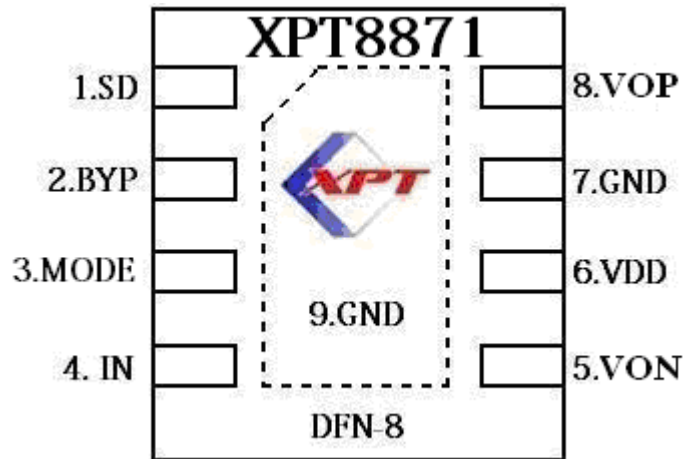 XPT8871
1.SD
8.VOP
2.BYP
7.GND
XPT
3.MODE
6.VDD
9.GND
4. IN
5.VON
DFN-8